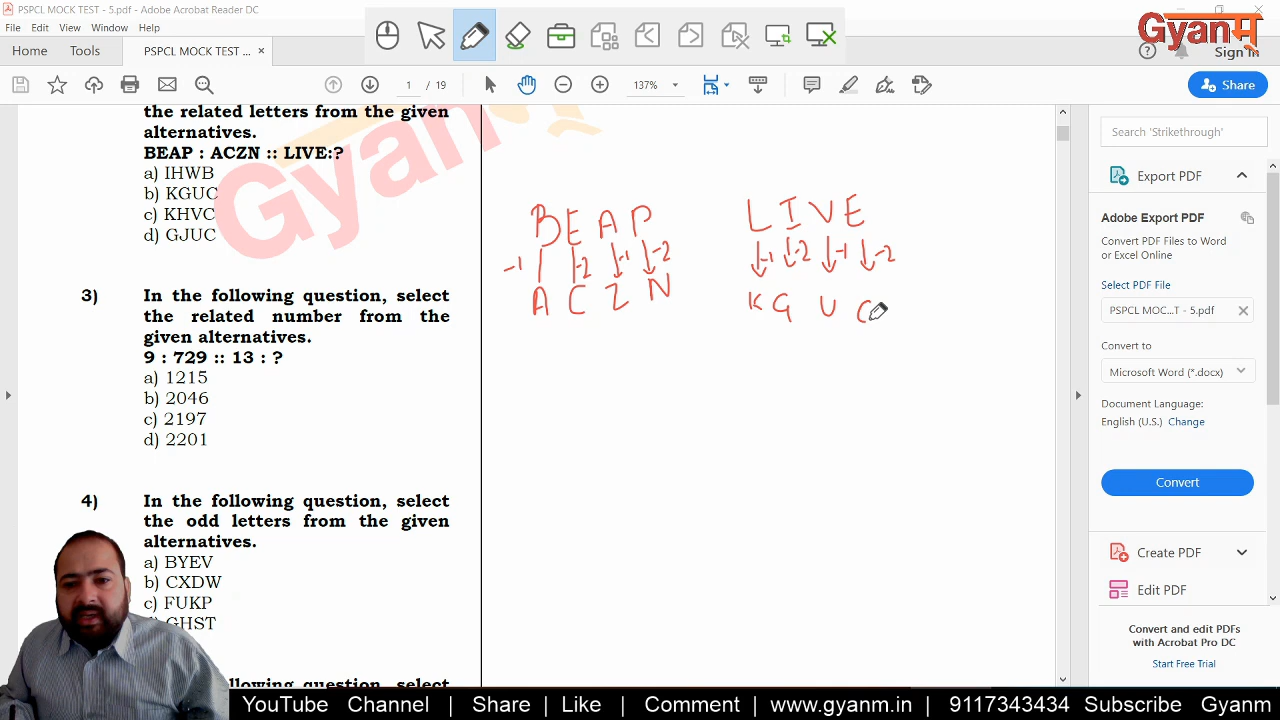 PSPCL MOCK TEST - 5.pdf - Adobe Acrobat Reader DC
File Edit View Window Help
Home Tools PSPCL MOCK TEST ... ×
Gyanम्
Sign In
1 / 19
137%
Share
the related letters from the given
alternatives.
BEAP : ACZN :: LIVE:?
a) IHWB
b) KGUC
c) KHVC
d) GJUC
3) In the following question, select
the related number from the
given alternatives.
9 : 729 :: 13 : ?
a) 1215
b) 2046
c) 2197
d) 2201
4) In the following question, select
the odd letters from the given
alternatives.
a) BYEV
b) CXDW
c) FUKP
GHST
llowing question, select
Gyanम्
B E A P
-1 -2 -1 -2
A C Z N
L I V E
-1 -2 -1 -2
K G U C
Search 'Strikethrough'
Export PDF
Adobe Export PDF
Convert PDF Files to Word
or Excel Online
Select PDF File
PSPCL MOC...T - 5.pdf
Convert to
Microsoft Word (*.docx)
Document Language:
English (U.S.) Change
Convert
Create PDF
Edit PDF
Convert and edit PDFs
with Acrobat Pro DC
Start Free Trial
YouTube Channel | Share | Like | Comment | www.gyanm.in | 9117343434 Subscribe Gyanm